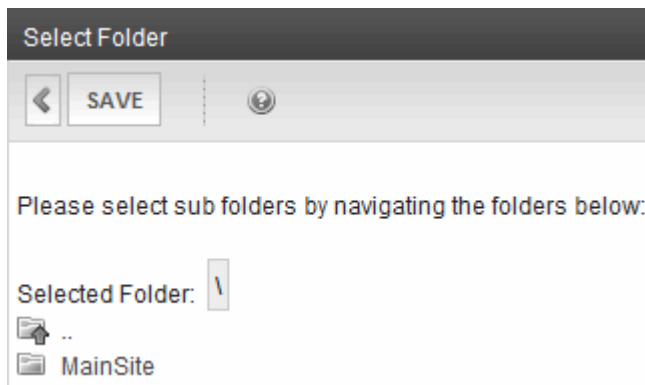 Select Folder
SAVE
Please select sub folders by navigating the folders below:
Selected Folder: \
..
MainSite